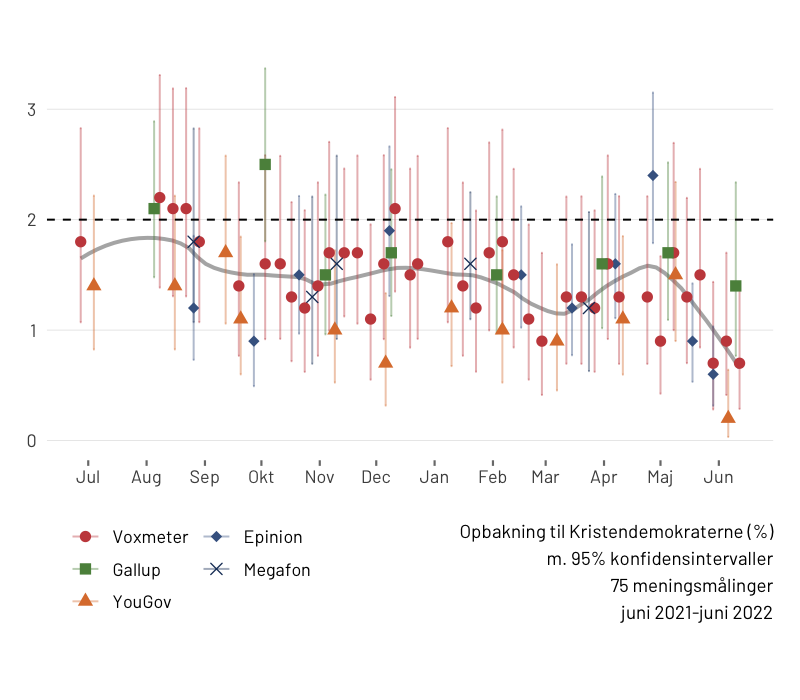 3
2
1
0
Jul Aug Sep Okt Nov Dec Jan Feb Mar Apr Maj Jun
Voxmeter Epinion
Gallup Megafon
YouGov
Opbakning til Kristendemokraterne (%)
m. 95% konfidensintervaller
75 meningsmålinger
juni 2021-juni 2022